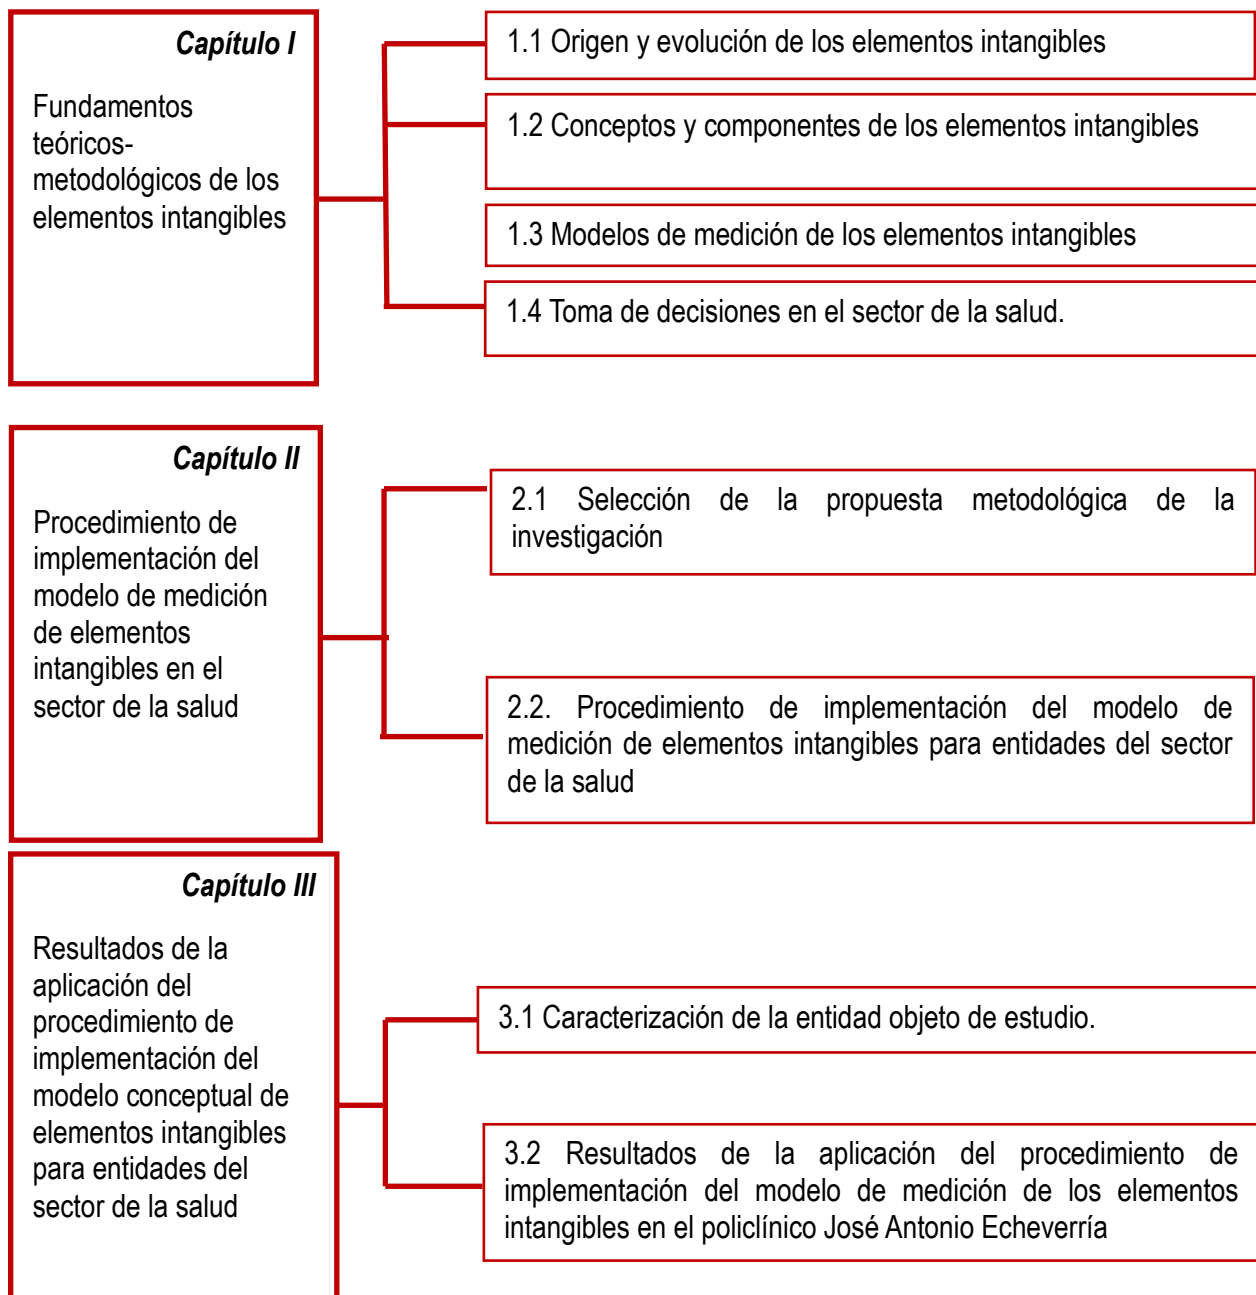 Capítulo I
Fundamentos
teóricos-
metodológicos de los
elementos intangibles
1.1 Origen y evolución de los elementos intangibles
1.2 Conceptos y componentes de los elementos intangibles
1.3 Modelos de medición de los elementos intangibles
1.4 Toma de decisiones en el sector de la salud.
Capítulo II
Procedimiento de
implementación del
modelo de medición
de elementos
intangibles en el
sector de la salud
2.1 Selección de la propuesta metodológica de la
investigación
2.2. Procedimiento de implementación del modelo de
medición de elementos intangibles para entidades del sector
de la salud
Capítulo III
Resultados de la
aplicación del
procedimiento de
implementación del
modelo conceptual de
elementos intangibles
para entidades del
sector de la salud
3.1 Caracterización de la entidad objeto de estudio.
3.2 Resultados de la aplicación del procedimiento de
implementación del modelo de medición de los elementos
intangibles en el policlínico José Antonio Echeverría